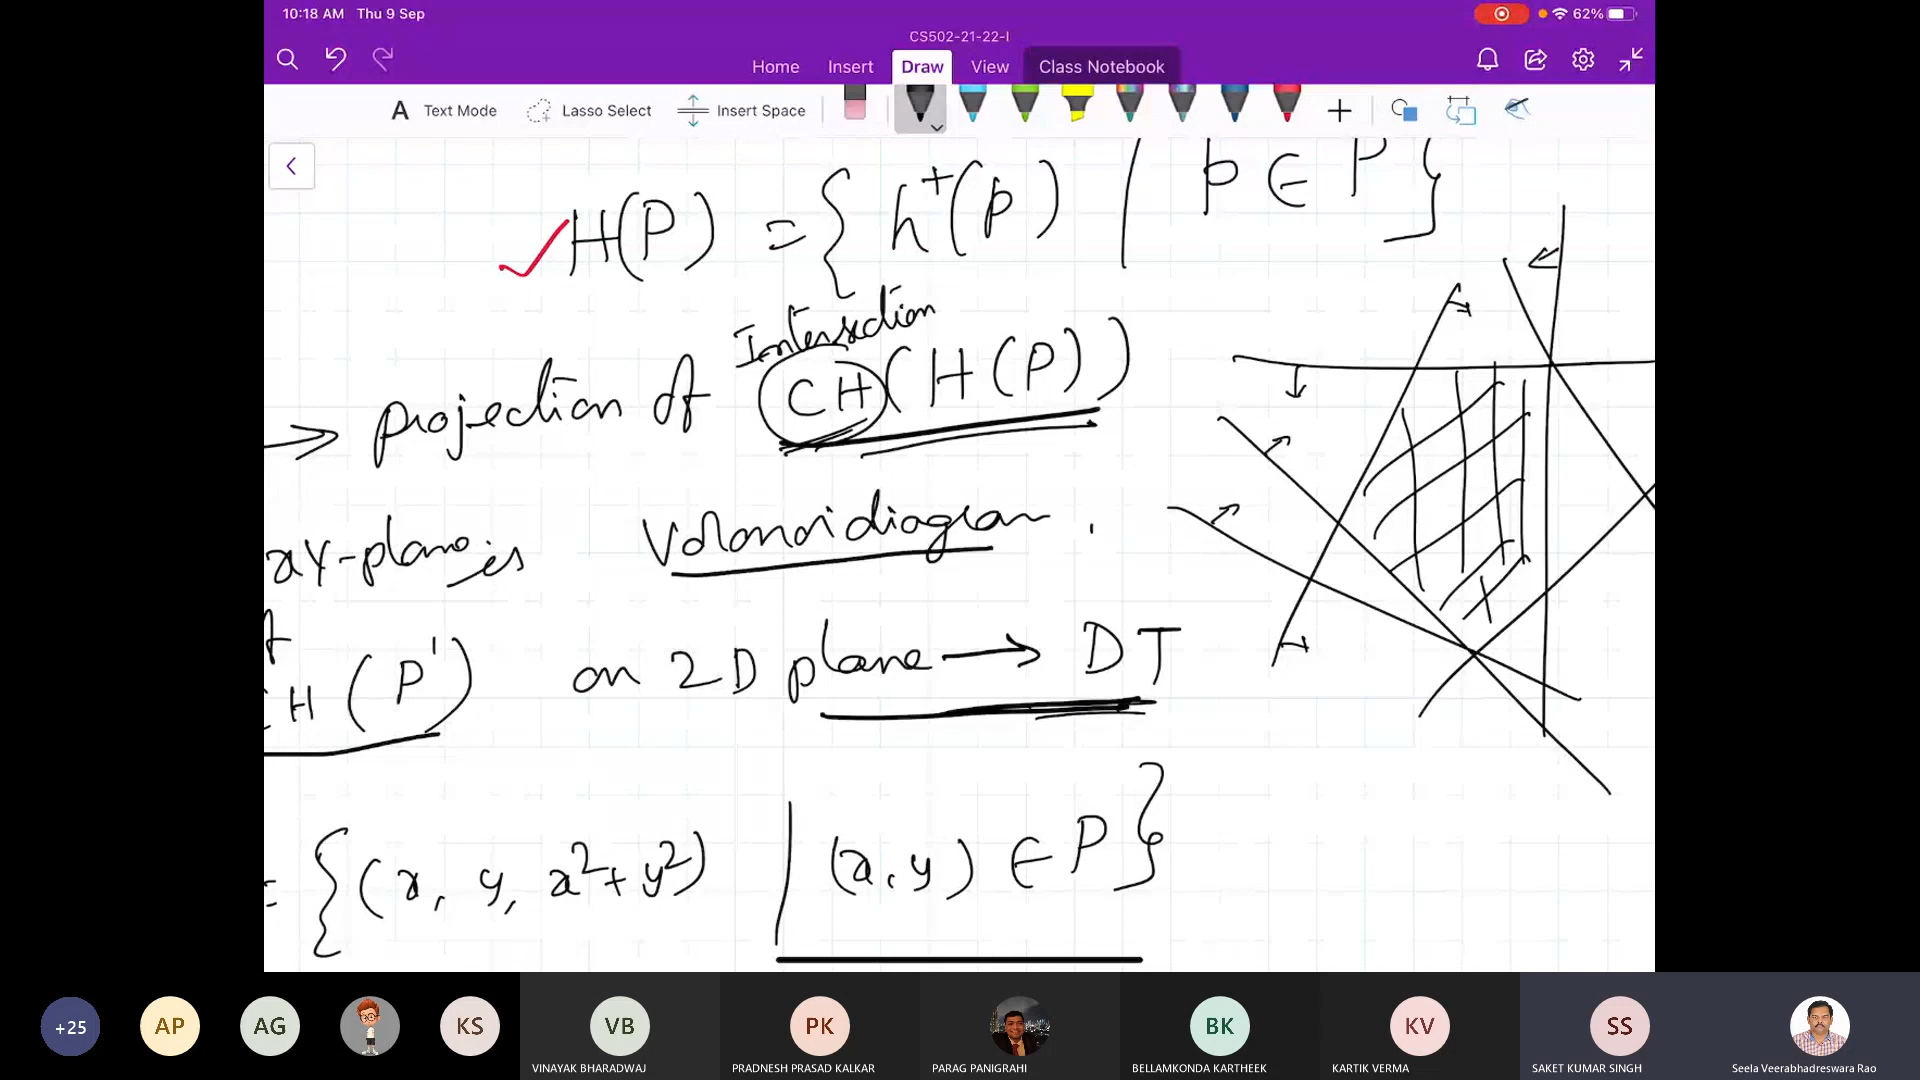 10:18 AM Thu 9 Sep
62%
CS502-21-22-I
Home Insert Draw View Class Notebook
A Text Mode Lasso Select Insert Space
H(P) = { h⁺(p) | p ∈ P }
Intersection
→ projection of CH(H(P))
xY-plane is Voronoi diagram.
CH(P') on 2D plane → DT
= { (x, y, x²+y²) | (x,y) ∈ P }
+25 AP AG KS VB PK BK KV SS
VINAYAK BHARADWAJ PRADNESH PRASAD KALKAR PARAG PANIGRAHI BELLAMKONDA KARTHEEK KARTIK VERMA SAKET KUMAR SINGH Seela Veerabhadreswara Rao